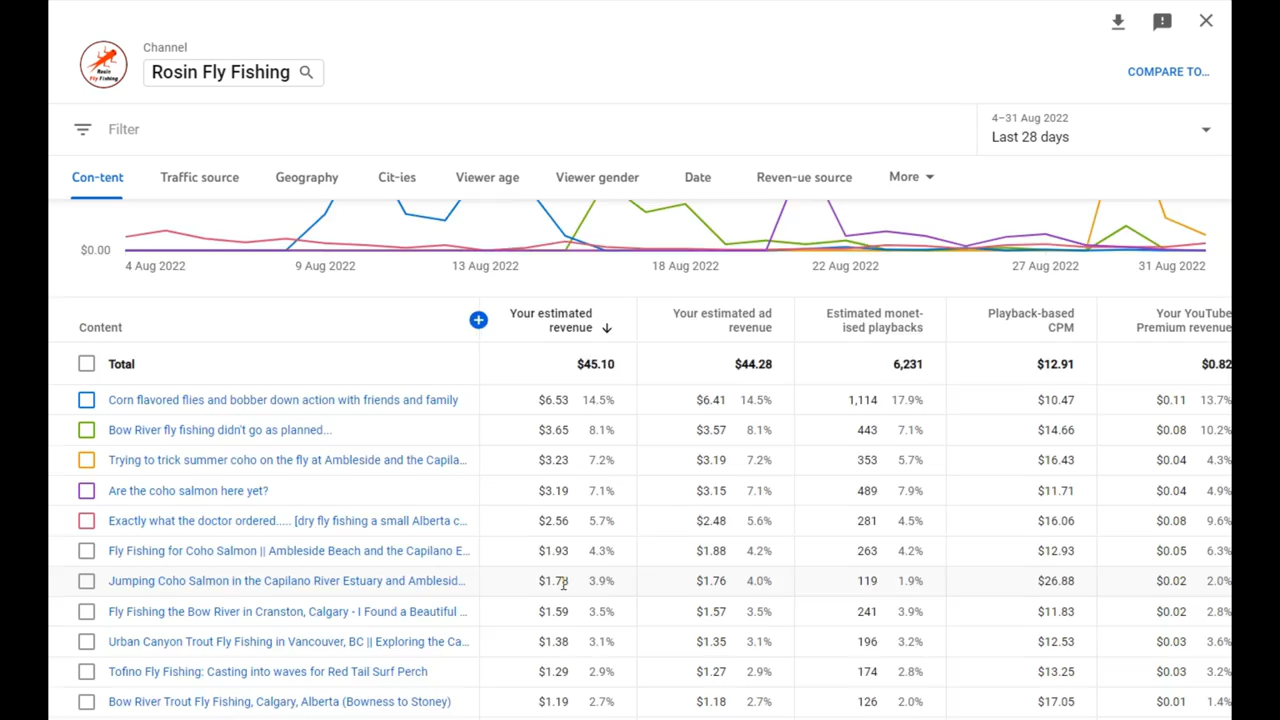 Channel
Rosin Fly Fishing
Rosin
Fly Fishing
COMPARE TO...
Filter
4–31 Aug 2022
Last 28 days
Con-tent Traffic source Geography Cit-ies Viewer age Viewer gender Date Reven-ue source More
$0.00
4 Aug 2022 9 Aug 2022 13 Aug 2022 18 Aug 2022 22 Aug 2022 27 Aug 2022 31 Aug 2022
Content
Your estimated
revenue
Your estimated ad
revenue
Estimated monet-
ised playbacks
Playback-based
CPM
Your YouTube
Premium revenue
Total $45.10 $44.28 6,231 $12.91 $0.82
Corn flavored flies and bobber down action with friends and family $6.53 14.5% $6.41 14.5% 1,114 17.9% $10.47 $0.11 13.7%
Bow River fly fishing didn't go as planned... $3.65 8.1% $3.57 8.1% 443 7.1% $14.66 $0.08 10.2%
Trying to trick summer coho on the fly at Ambleside and the Capila... $3.23 7.2% $3.19 7.2% 353 5.7% $16.43 $0.04 4.3%
Are the coho salmon here yet? $3.19 7.1% $3.15 7.1% 489 7.9% $11.71 $0.04 4.9%
Exactly what the doctor ordered..... [dry fly fishing a small Alberta c... $2.56 5.7% $2.48 5.6% 281 4.5% $16.06 $0.08 9.6%
Fly Fishing for Coho Salmon || Ambleside Beach and the Capilano E... $1.93 4.3% $1.88 4.2% 263 4.2% $12.93 $0.05 6.3%
Jumping Coho Salmon in the Capilano River Estuary and Amblesid... 3.9% $1.76 4.0% 119 1.9% $26.88 $0.02 2.0%
Fly Fishing the Bow River in Cranston, Calgary - I Found a Beautiful ... $1.59 3.5% $1.57 3.5% 241 3.9% $11.83 $0.02 2.8%
Urban Canyon Trout Fly Fishing in Vancouver, BC || Exploring the Ca... $1.38 3.1% $1.35 3.1% 196 3.2% $12.53 $0.03 3.6%
Tofino Fly Fishing: Casting into waves for Red Tail Surf Perch $1.29 2.9% $1.27 2.9% 174 2.8% $13.25 $0.03 3.2%
Bow River Trout Fly Fishing, Calgary, Alberta (Bowness to Stoney) $1.19 2.7% $1.18 2.7% 126 2.0% $17.05 $0.01 1.4%